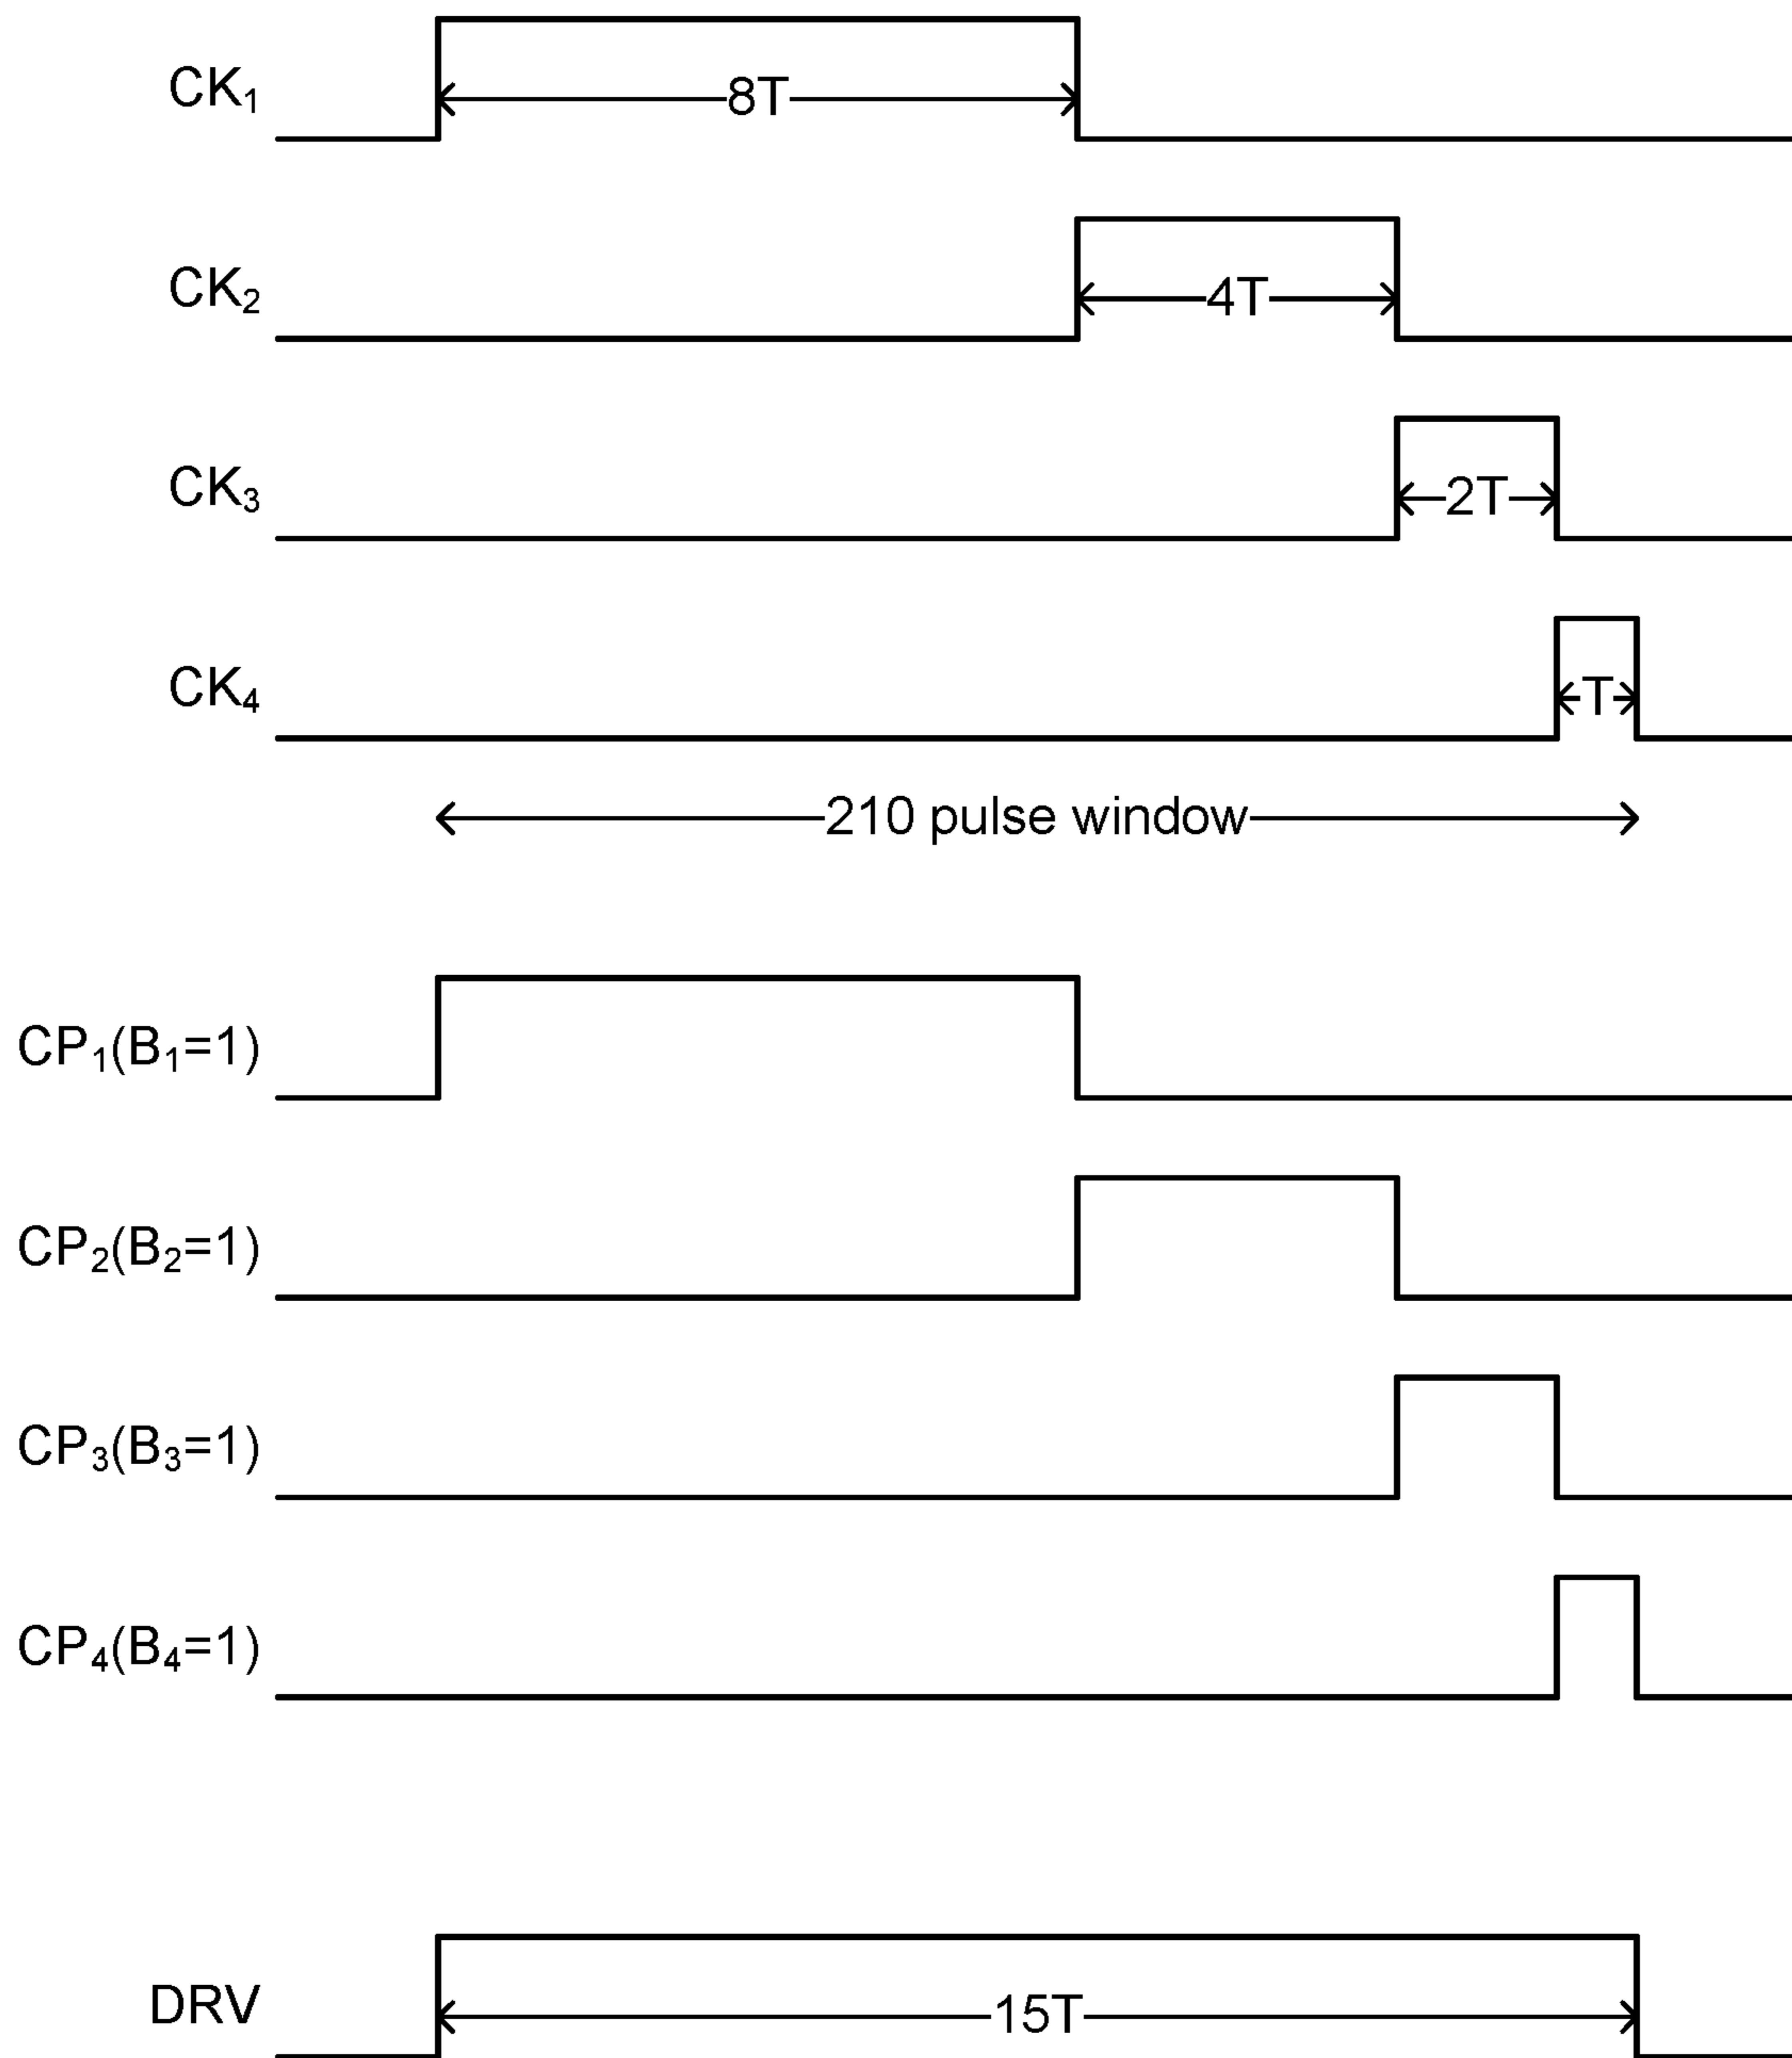 CK₁
8T
CK₂
4T
CK₃
2T
CK₄
T
210 pulse window
CP₁(B₁=1)
CP₂(B₂=1)
CP₃(B₃=1)
CP₄(B₄=1)
DRV
15T